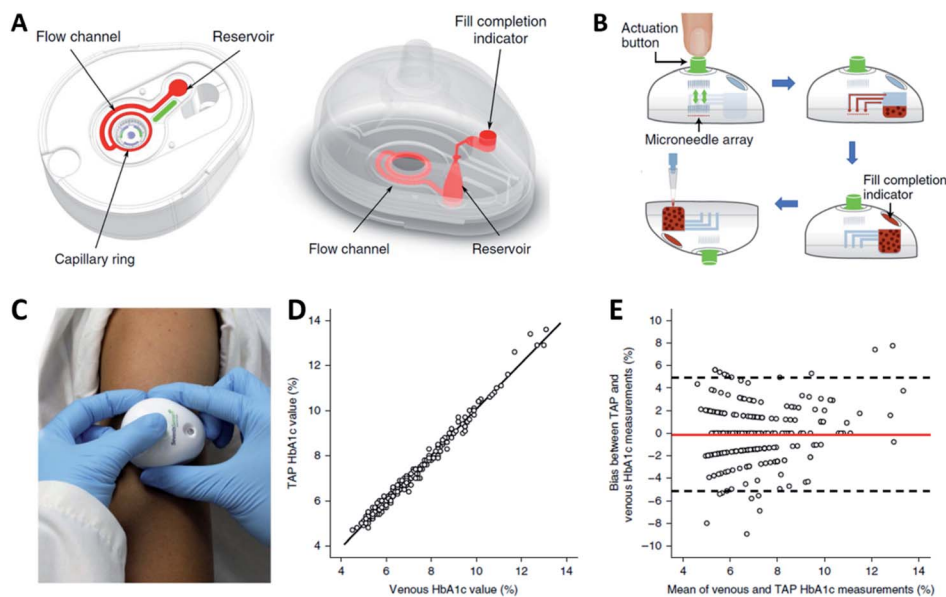 A
Flow channel
Reservoir
Capillary ring
Fill completion
indicator
Flow channel
Reservoir
B
Actuation
button
Microneedle array
Fill completion
indicator
C
D
TAP HbA1c value (%)
14
12
10
8
6
4
4 6 8 10 12 14
Venous HbA1c value (%)
E
Bias between TAP and
venous HbA1c measurements (%)
10
8
6
4
2
0
−2
−4
−6
−8
−10
4 6 8 10 12 14
Mean of venous and TAP HbA1c measurements (%)